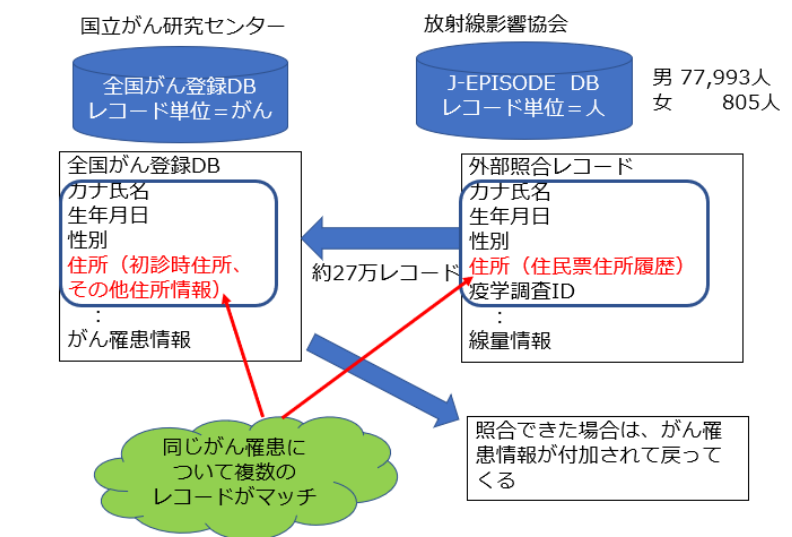 国立がん研究センター
放射線影響協会
全国がん登録DB
レコード単位＝がん
J-EPISODE DB
レコード単位＝人
男 77,993人
女 805人
全国がん登録DB
カナ氏名
生年月日
性別
住所（初診時住所、
その他住所情報）
：
がん罹患情報
約27万レコード
外部照合レコード
カナ氏名
生年月日
性別
住所（住民票住所履歴）
疫学調査ID
：
線量情報
同じがん罹患に
ついて複数の
レコードがマッチ
照合できた場合は、がん罹
患情報が付加されて戻って
くる